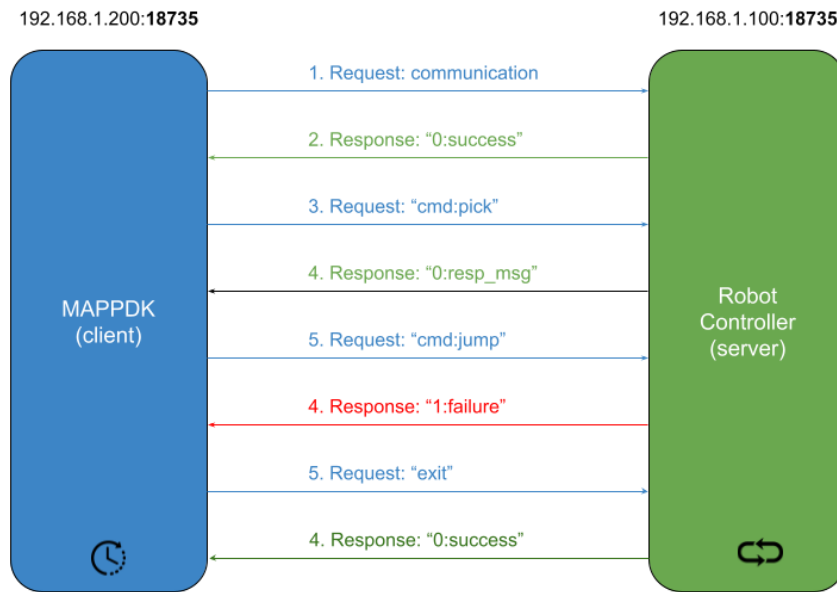 192.168.1.200:18735
192.168.1.100:18735
1. Request: communication
2. Response: “0:success”
3. Request: “cmd:pick”
4. Response: “0:resp_msg”
MAPPDK
(client)
Robot
Controller
(server)
5. Request: “cmd:jump”
4. Response: “1:failure”
5. Request: “exit”
4. Response: “0:success”